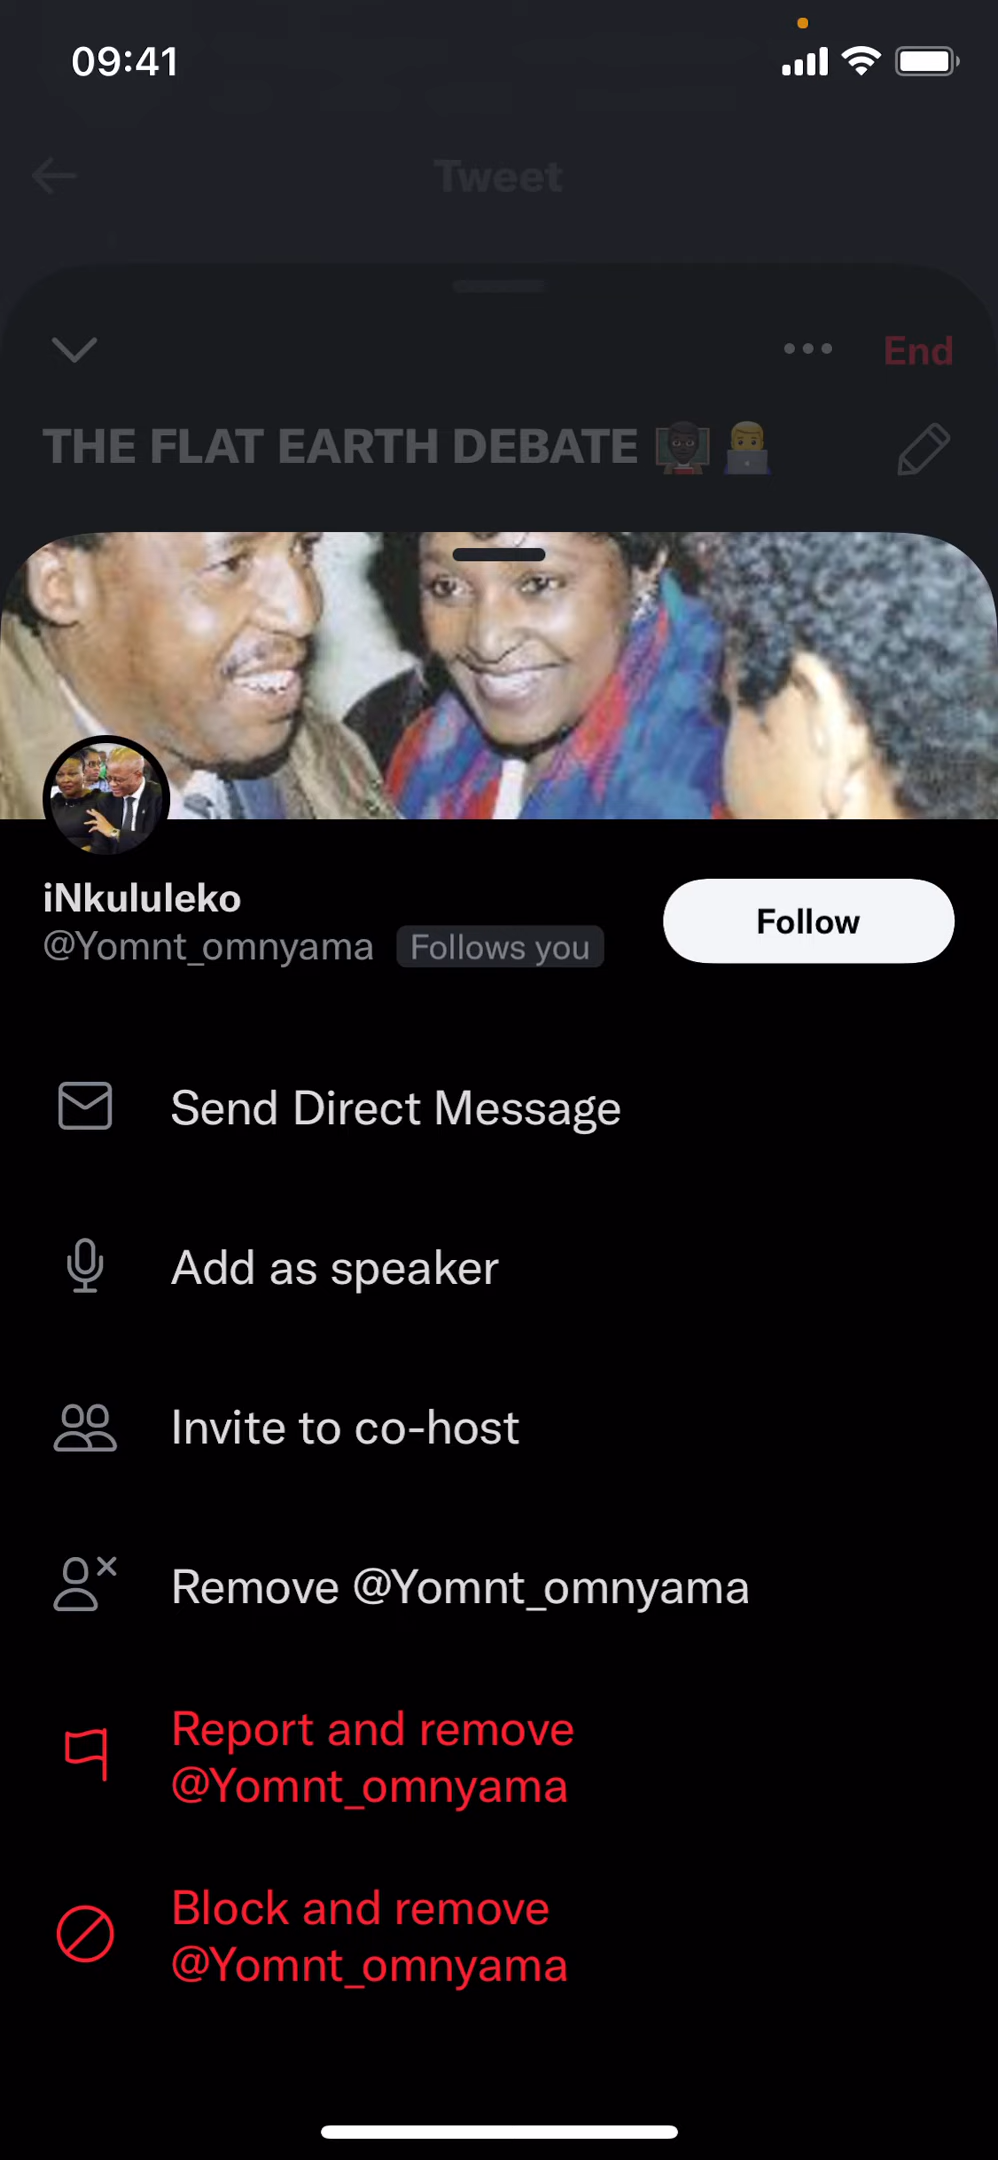 09:41
Tweet
End
THE FLAT EARTH DEBATE
iNkululeko
@Yomnt_omnyama Follows you
Follow
Send Direct Message
Add as speaker
Invite to co-host
Remove @Yomnt_omnyama
Report and remove
@Yomnt_omnyama
Block and remove
@Yomnt_omnyama